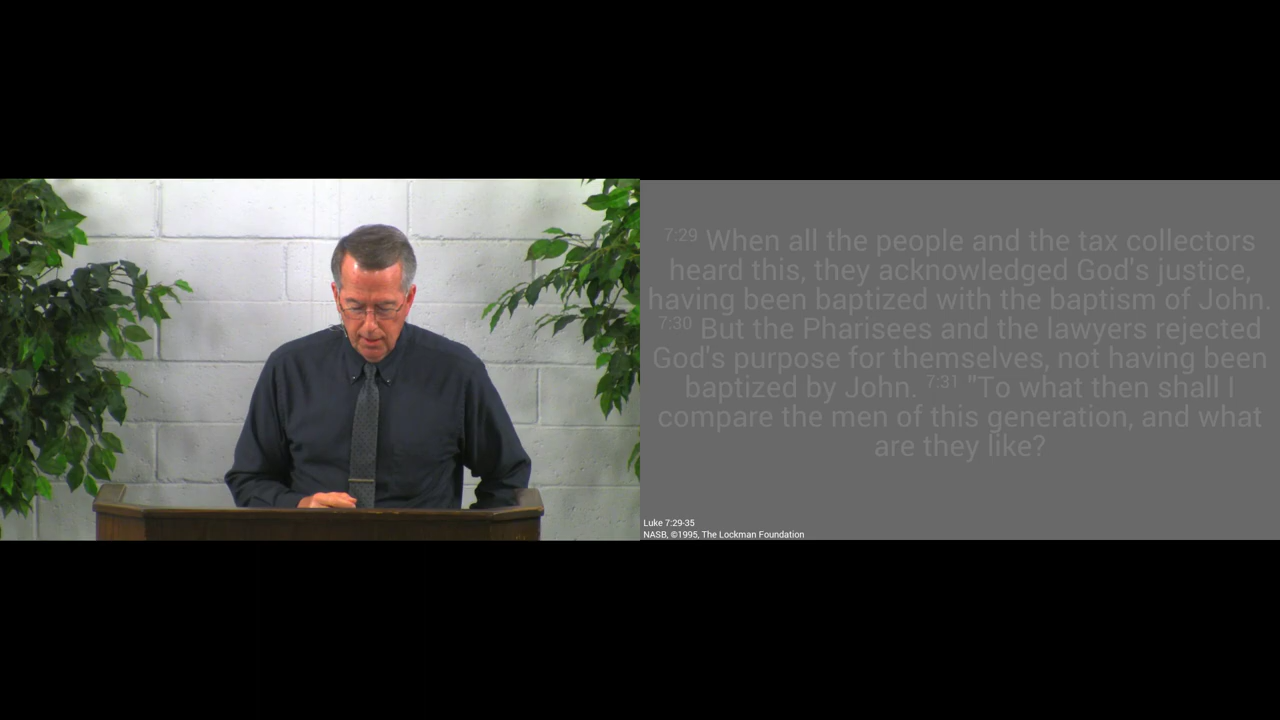 7:29 When all the people and the tax collectors
heard this, they acknowledged God's justice,
having been baptized with the baptism of John.
7:30 But the Pharisees and the lawyers rejected
God's purpose for themselves, not having been
baptized by John. 7:31 "To what then shall I
compare the men of this generation, and what
are they like?
Luke 7:29-35
NASB, ©1995, The Lockman Foundation